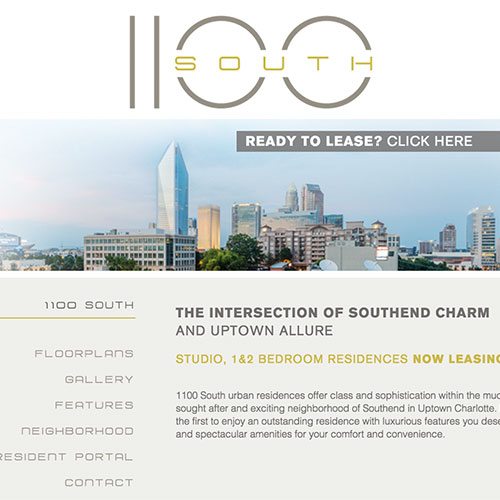 1100
SOUTH
READY TO LEASE? CLICK HERE
1100 SOUTH
FLOORPLANS
GALLERY
FEATURES
NEIGHBORHOOD
RESIDENT PORTAL
CONTACT
THE INTERSECTION OF SOUTHEND CHARM
AND UPTOWN ALLURE
STUDIO, 1&2 BEDROOM RESIDENCES NOW LEASING
1100 South urban residences offer class and sophistication within the muc
sought after and exciting neighborhood of Southend in Uptown Charlotte.
the first to enjoy an outstanding residence with luxurious features you dese
and spectacular amenities for your comfort and convenience.